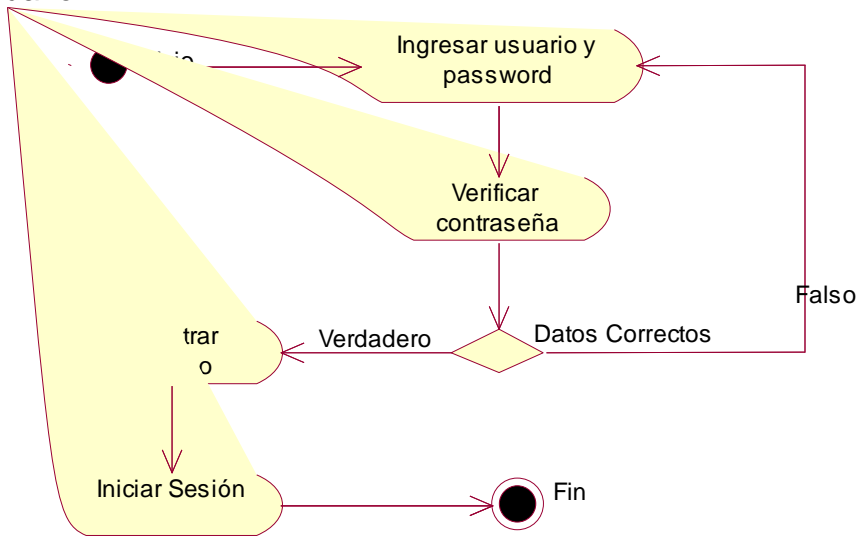 Ingresar usuario y
password
Verificar
contraseña
Falso
Datos Correctos
Verdadero
trar
o
Iniciar Sesión
Fin